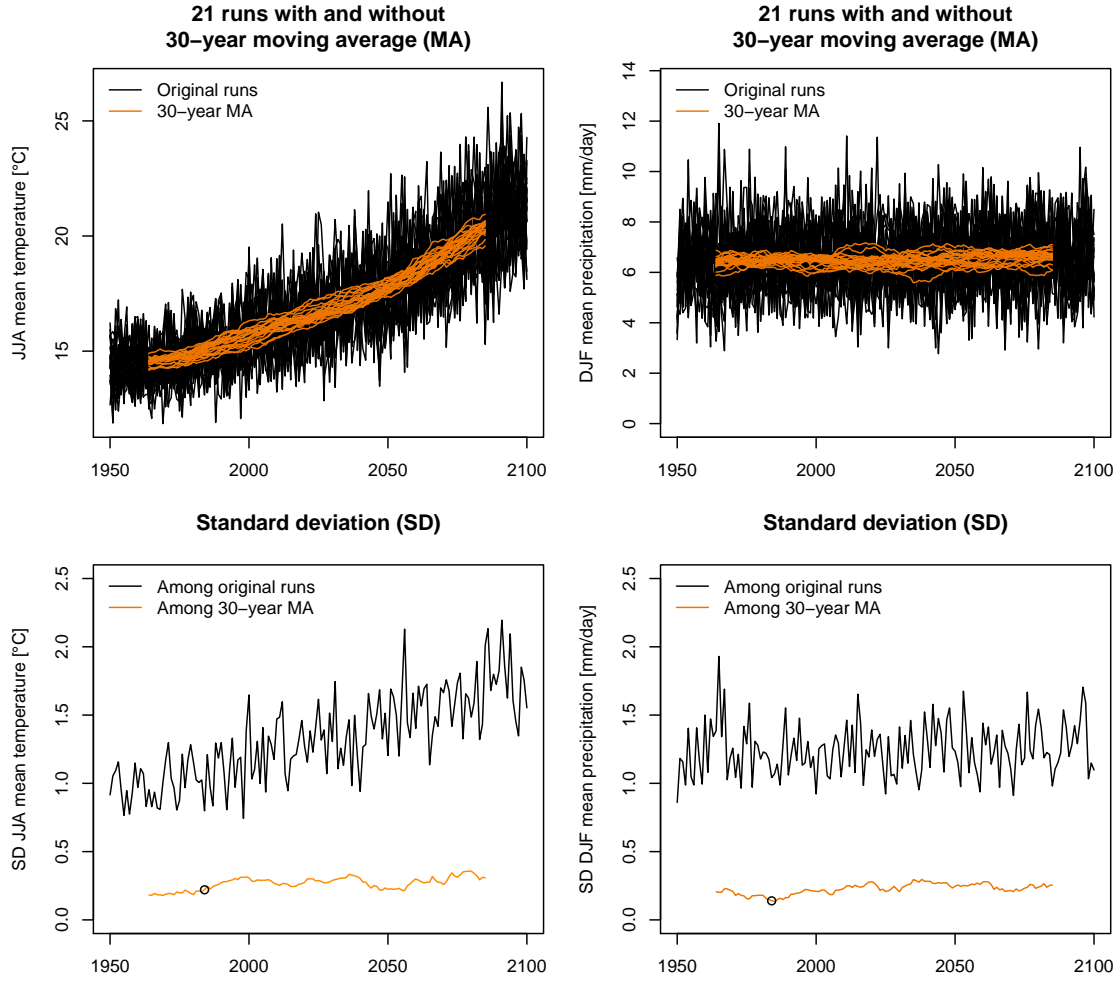 21 runs with and without
30−year moving average (MA)
Original runs
30−year MA
JJA mean temperature [°C]
25
20
15
1950
2000
2050
2100
21 runs with and without
30−year moving average (MA)
Original runs
30−year MA
DJF mean precipitation [mm/day]
14
12
10
8
6
4
2
0
1950
2000
2050
2100
Standard deviation (SD)
Among original runs
Among 30−year MA
SD JJA mean temperature [°C]
2.5
2.0
1.5
1.0
0.5
0.0
1950
2000
2050
2100
Standard deviation (SD)
Among original runs
Among 30−year MA
SD DJF mean precipitation [mm/day]
2.5
2.0
1.5
1.0
0.5
0.0
1950
2000
2050
2100